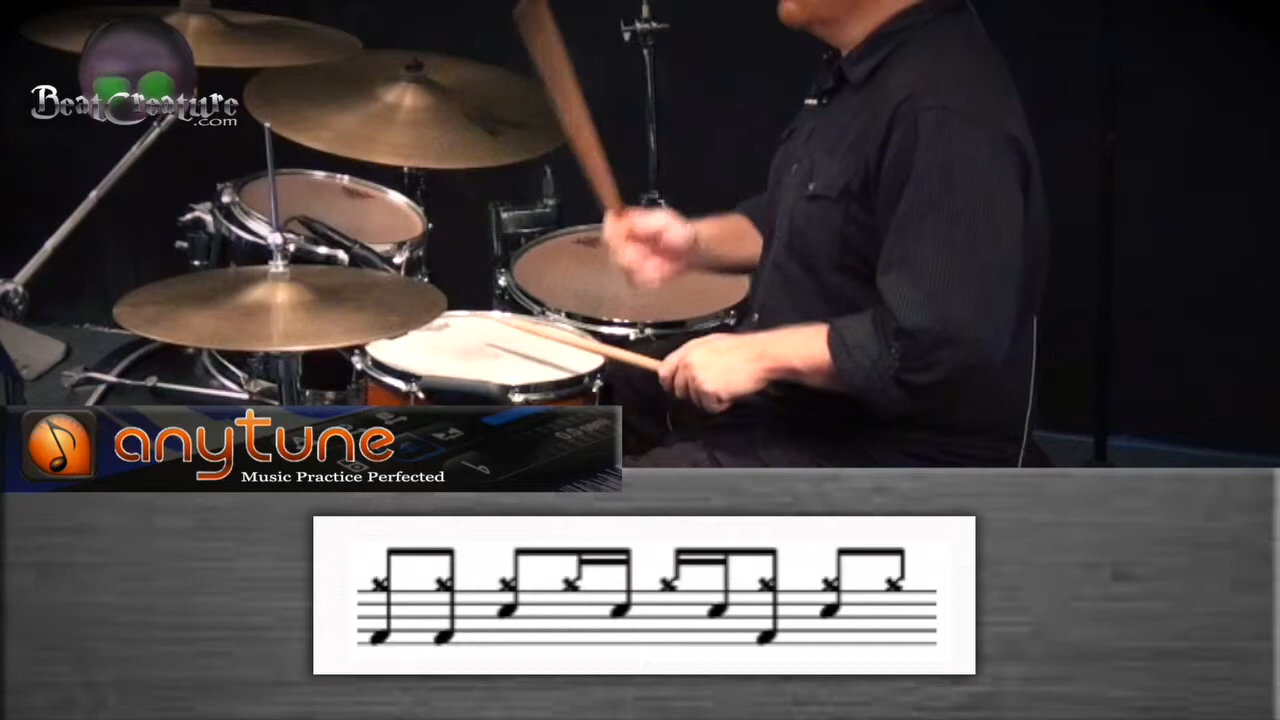 BeatCreature
.com
anytune
Music Practice Perfected